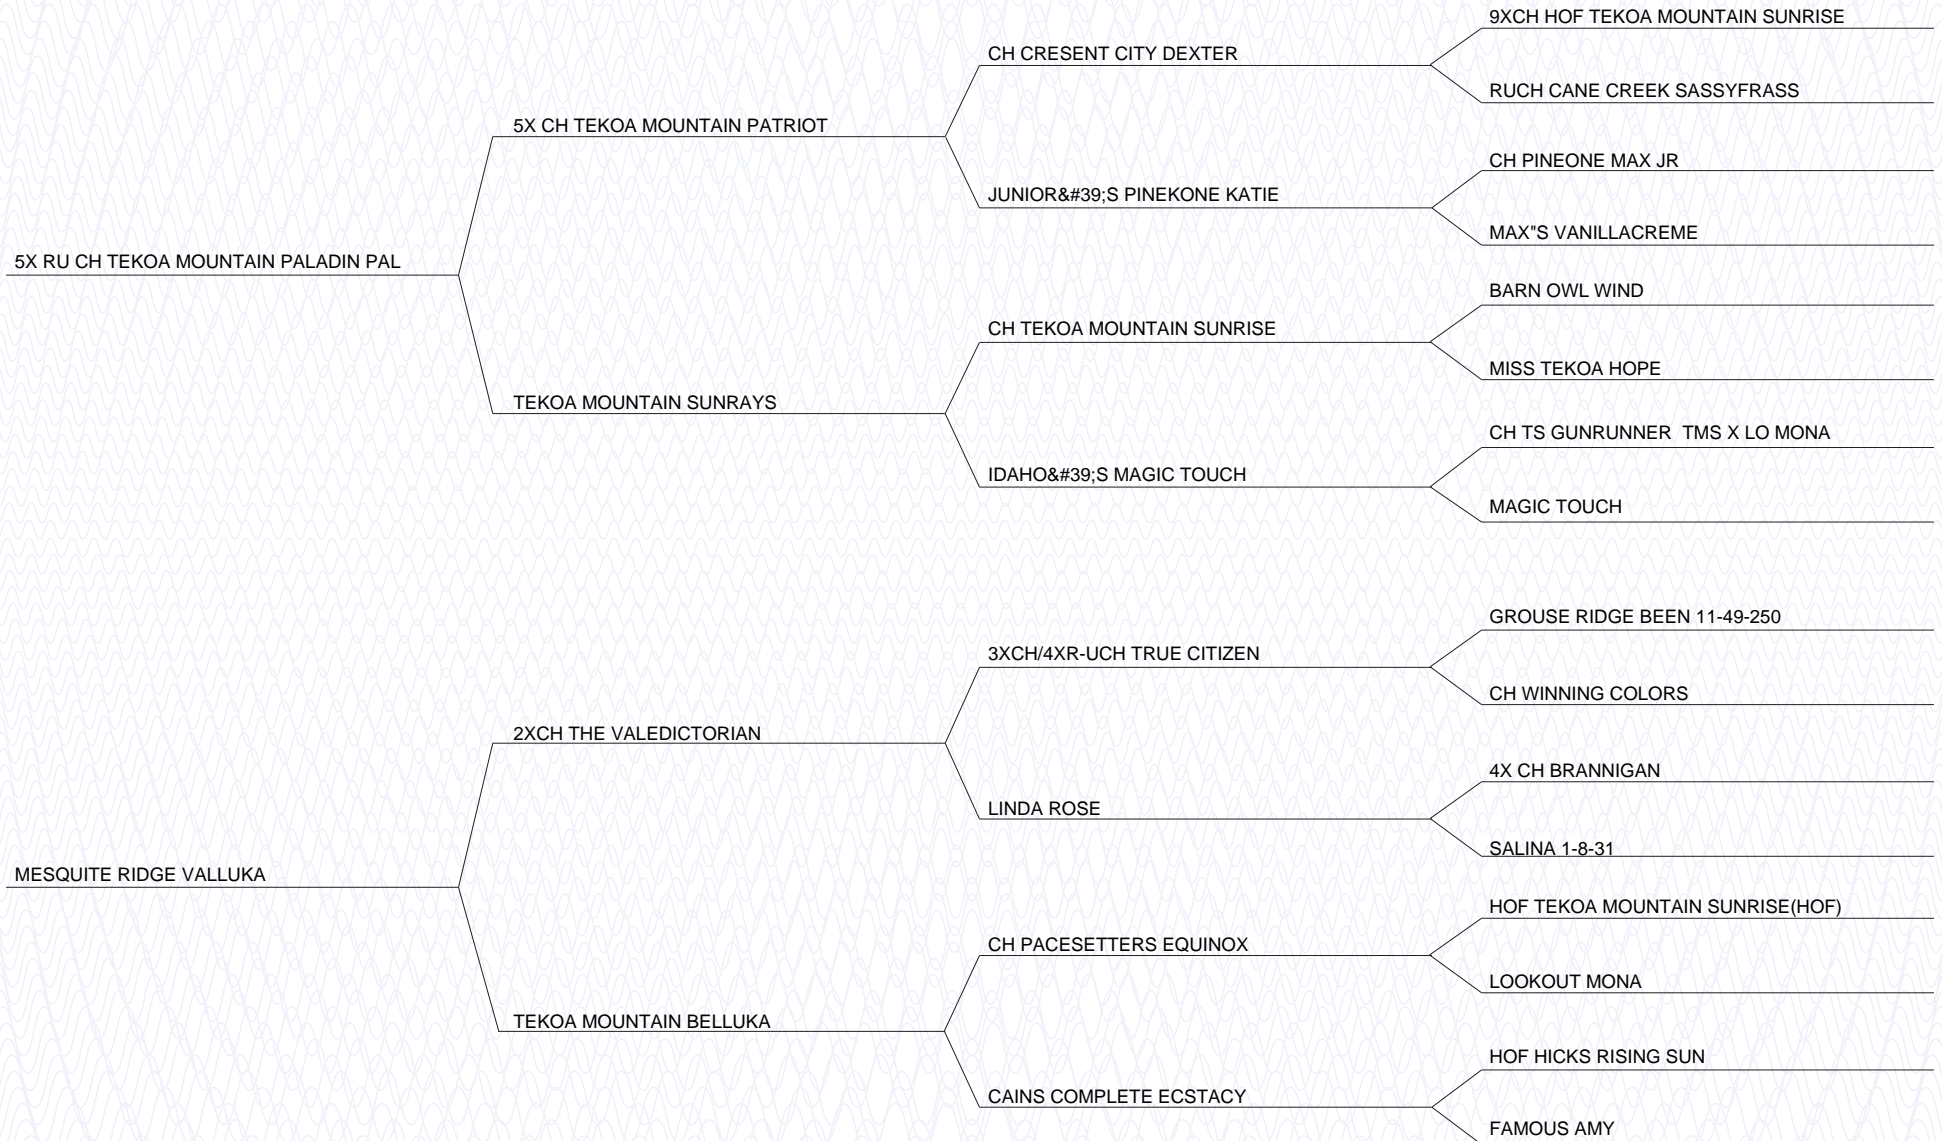 9XCH HOF TEKOA MOUNTAIN SUNRISE
CH CRESENT CITY DEXTER
RUCH CANE CREEK SASSYFRASS
5X CH TEKOA MOUNTAIN PATRIOT
CH PINEONE MAX JR
JUNIOR&#39;S PINEKONE KATIE
MAX"S VANILLACREME
5X RU CH TEKOA MOUNTAIN PALADIN PAL
BARN OWL WIND
CH TEKOA MOUNTAIN SUNRISE
MISS TEKOA HOPE
TEKOA MOUNTAIN SUNRAYS
CH TS GUNRUNNER  TMS X LO MONA
IDAHO&#39;S MAGIC TOUCH
MAGIC TOUCH
GROUSE RIDGE BEEN 11-49-250
3XCH/4XR-UCH TRUE CITIZEN
CH WINNING COLORS
2XCH THE VALEDICTORIAN
4X CH BRANNIGAN
LINDA ROSE
SALINA 1-8-31
MESQUITE RIDGE VALLUKA
HOF TEKOA MOUNTAIN SUNRISE(HOF)
CH PACESETTERS EQUINOX
LOOKOUT MONA
TEKOA MOUNTAIN BELLUKA
HOF HICKS RISING SUN
CAINS COMPLETE ECSTACY
FAMOUS AMY